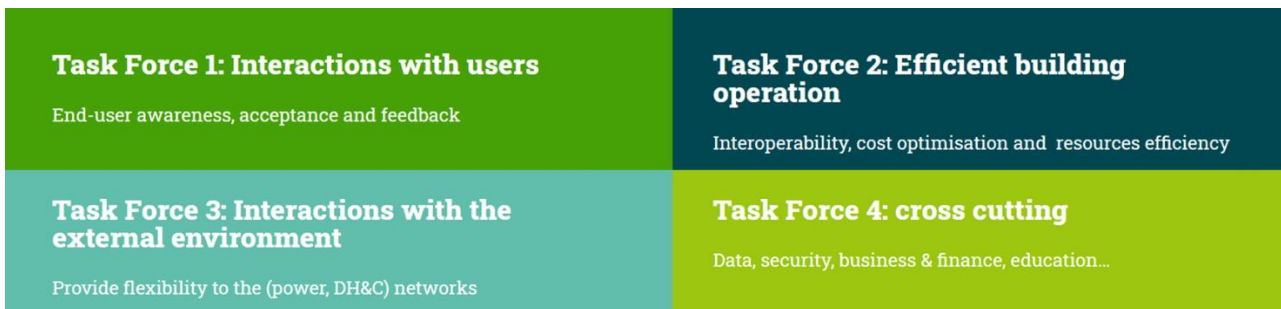 Task Force 1: Interactions with users
End-user awareness, acceptance and feedback
Task Force 2: Efficient building
operation
Interoperability, cost optimisation and  resources efficiency
Task Force 3: Interactions with the
external environment
Provide flexibility to the (power, DH&C) networks
Task Force 4: cross cutting
Data, security, business & finance, education...